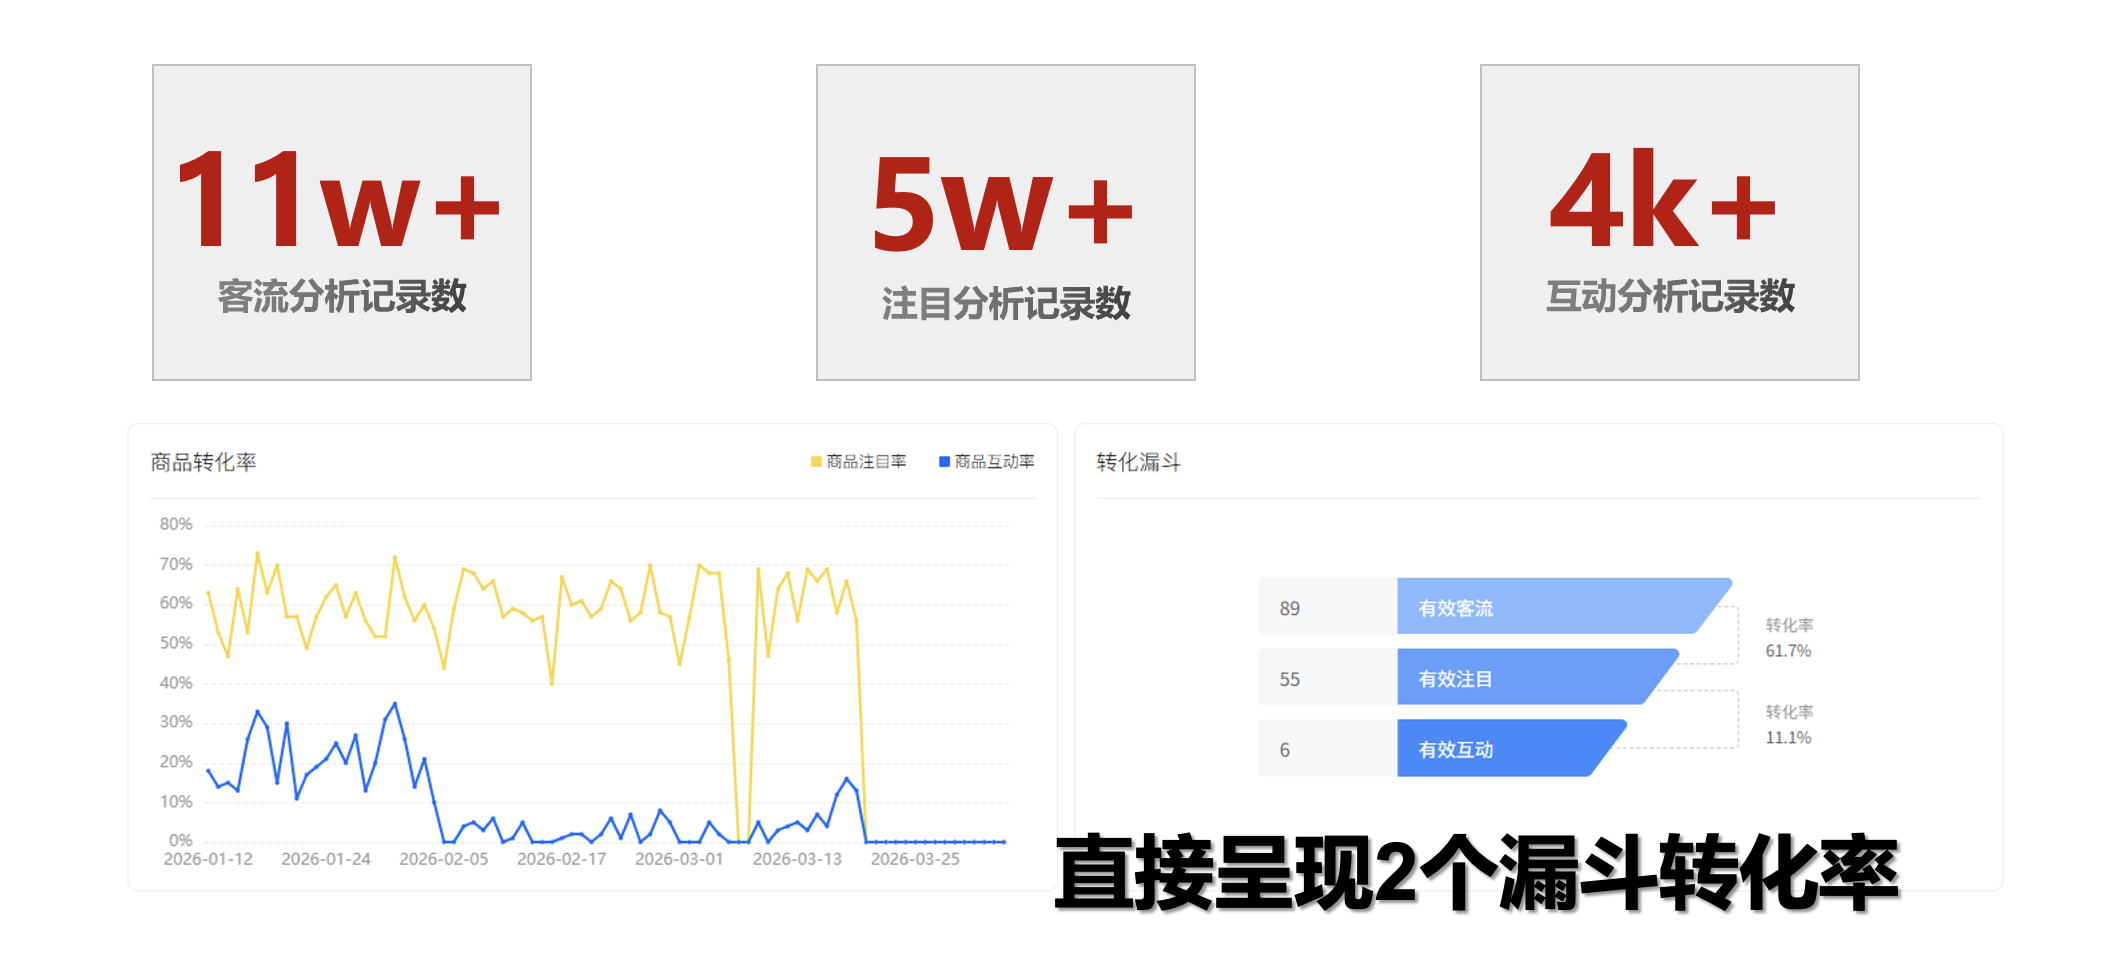 11w+
客流分析记录数
5w+
注目分析记录数
4k+
互动分析记录数
商品转化率
商品注目率
商品互动率
80%
70%
60%
50%
40%
30%
20%
10%
0%
2026-01-12
2026-01-24
2026-02-05
2026-02-17
2026-03-01
2026-03-13
2026-03-25
转化漏斗
89
有效客流
55
有效注目
6
有效互动
转化率
61.7%
转化率
11.1%
直接呈现2个漏斗转化率